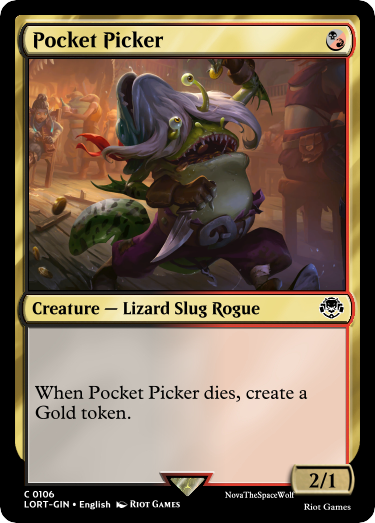 Pocket Picker
Creature — Lizard Slug Rogue
When Pocket Picker dies, create a
Gold token.
2/1
C 0106
LORT-GIN • English Riot Games
NovaTheSpaceWolf
Riot Games